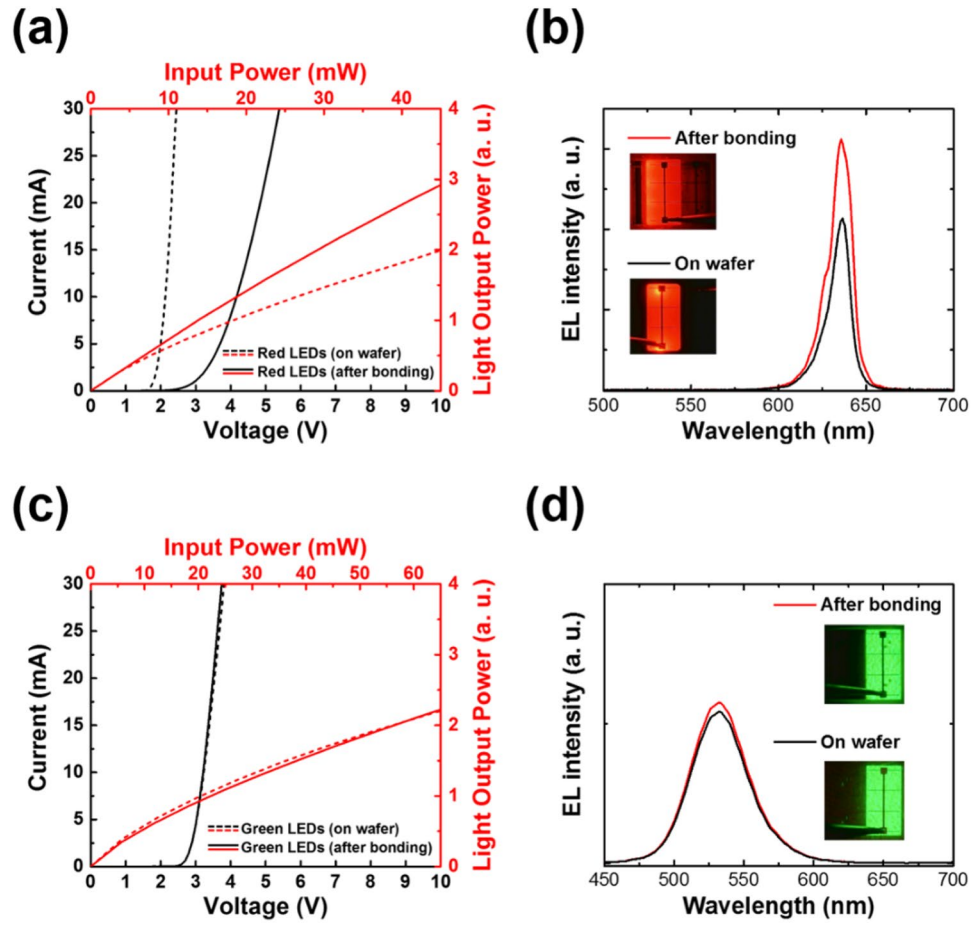 (a)
Input Power (mW)
0 10 20 30 40
30
25
20
15
10
5
0
Current (mA)
4
3
2
1
0
Light Output Power (a. u.)
Red LEDs (on wafer)
Red LEDs (after bonding)
0 1 2 3 4 5 6 7 8 9 10
Voltage (V)
(b)
EL intensity (a. u.)
After bonding
On wafer
500 550 600 650 700
Wavelength (nm)
(c)
Input Power (mW)
0 10 20 30 40 50 60
30
25
20
15
10
5
0
Current (mA)
4
3
2
1
0
Light Output Power (a. u.)
Green LEDs (on wafer)
Green LEDs (after bonding)
0 1 2 3 4 5 6 7 8 9 10
Voltage (V)
(d)
EL intensity (a. u.)
After bonding
On wafer
450 500 550 600 650 700
Wavelength (nm)